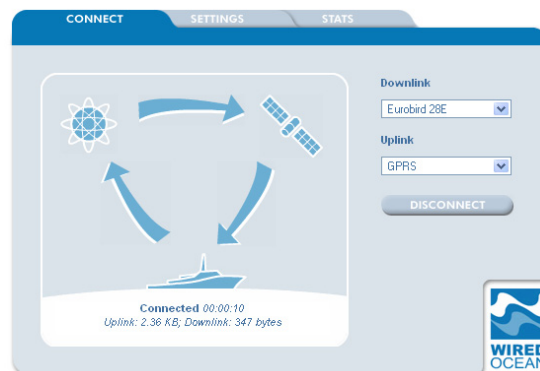 CONNECT
SETTINGS
STATS
Downlink
Eurobird 28E
Uplink
GPRS
DISCONNECT
Connected 00:00:10
Uplink: 2.36 KB; Downlink: 347 bytes
WIRED
OCEAN